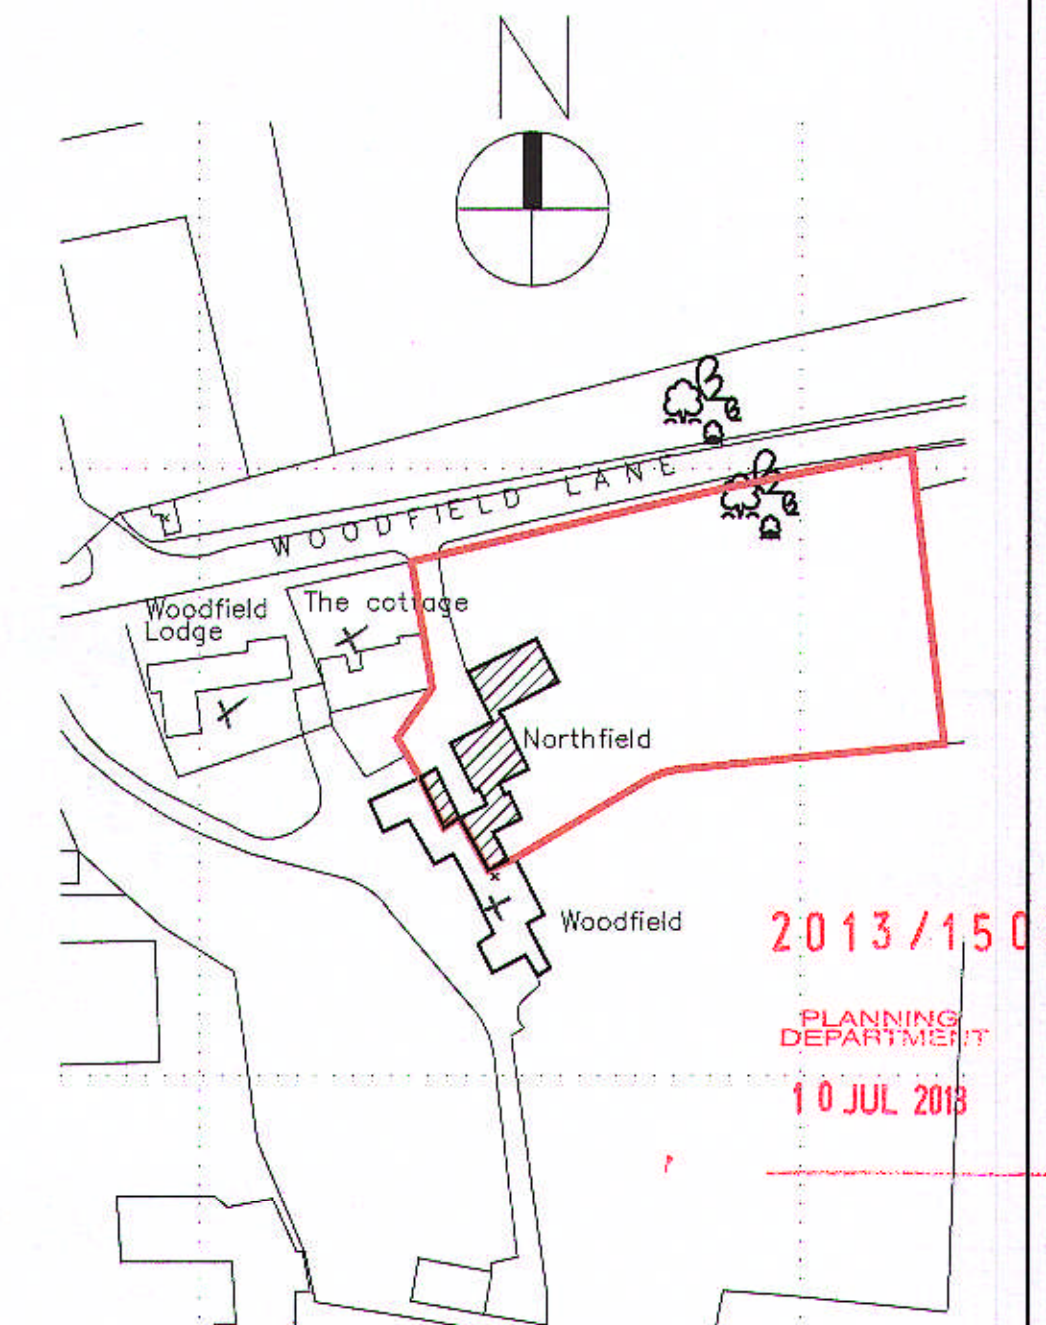 N
WOODFIELD LANE
Woodfield
Lodge
The cottage
Northfield
Woodfield
2013/150
PLANNING
DEPARTMENT
10 JUL 2013